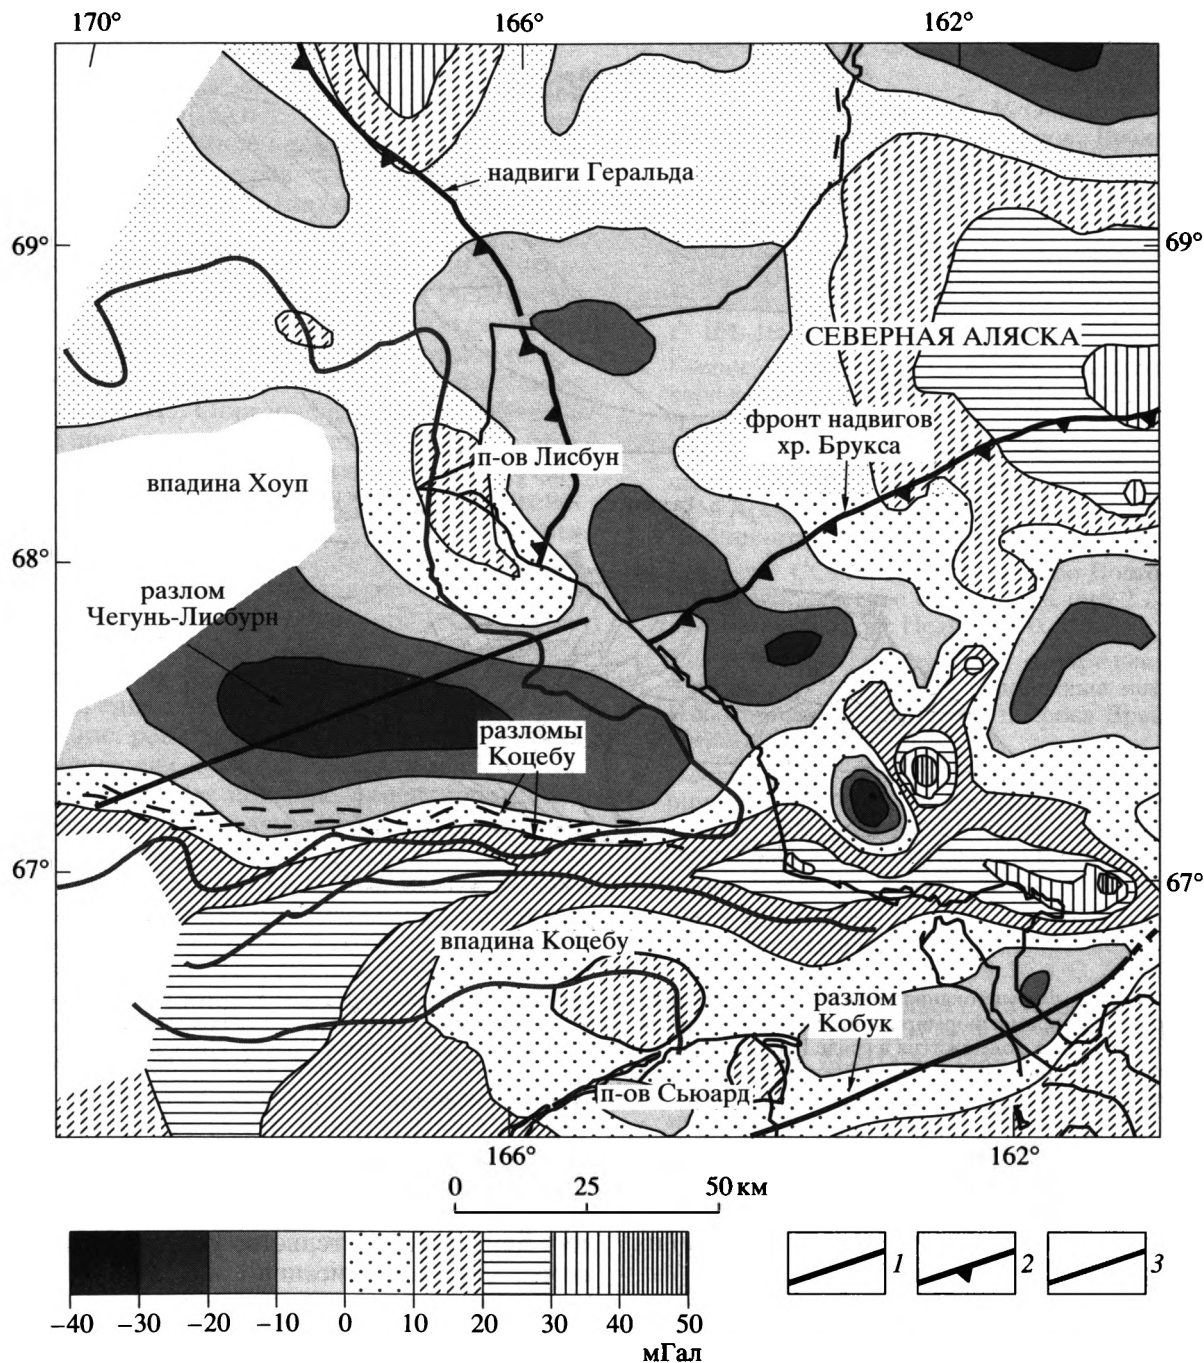 170° 166° 162°
надвиги Геральда
69° 69°
СЕВЕРНАЯ АЛЯСКА
фронт надвигов
хр. Брукса
п-ов Лисбун
впадина Хоуп
68°
разлом
Чегунь-Лисбурн
разломы
Коцебу
67° 67°
впадина Коцебу
разлом
Кобук
п-ов Сьюард
166° 162°
0 25 50 км
1 2 3
−40 −30 −20 −10 0 10 20 30 40 50
мГал